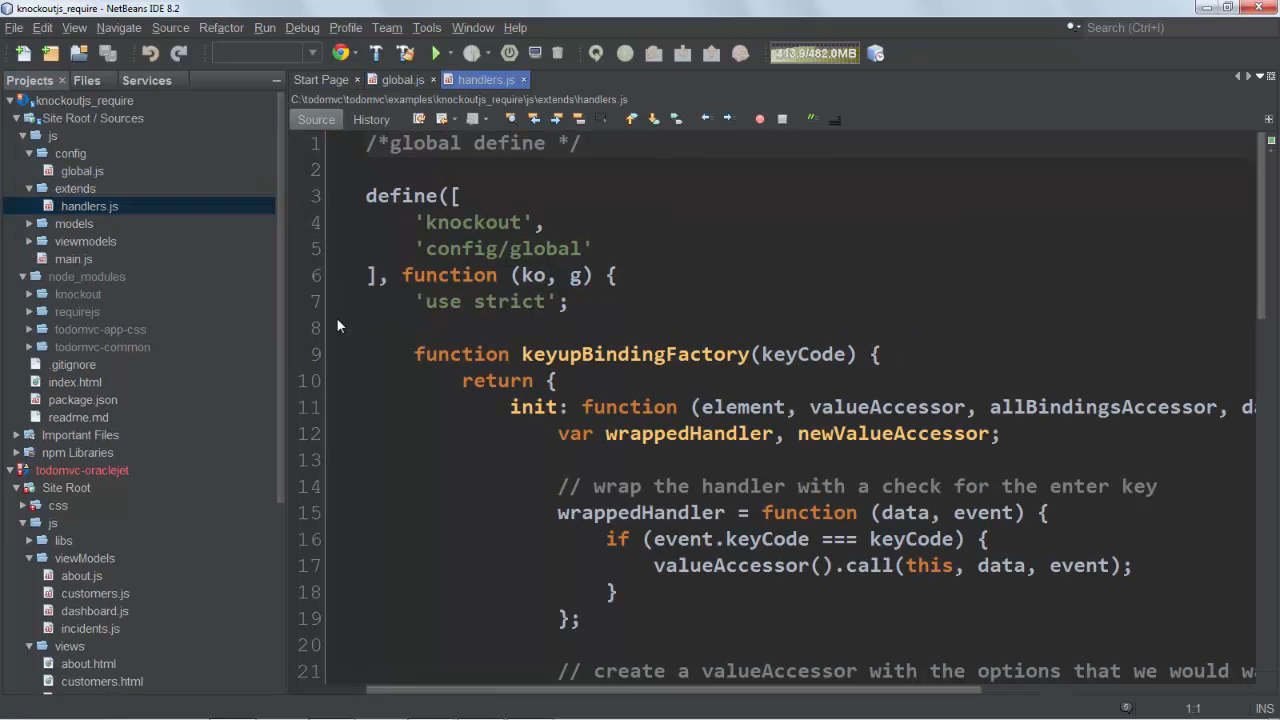 knockoutjs_require - NetBeans IDE 8.2
File Edit View Navigate Source Refactor Run Debug Profile Team Tools Window Help
Search (Ctrl+I)
413.9/482.0MB
Projects Files Services
Start Page global.js handlers.js
C:\todomvc\todomvc\examples\knockoutjs_require\js\extends\handlers.js
Source History
knockoutjs_require
Site Root / Sources
js
config
global.js
extends
handlers.js
models
viewmodels
main.js
node_modules
knockout
requirejs
todomvc-app-css
todomvc-common
.gitignore
index.html
package.json
readme.md
Important Files
npm Libraries
todomvc-oraclejet
Site Root
css
js
libs
viewModels
about.js
customers.js
dashboard.js
incidents.js
views
about.html
customers.html
1 /*global define */
2
3 define([
4 'knockout',
5 'config/global'
6 ], function (ko, g) {
7 'use strict';
8
9 function keyupBindingFactory(keyCode) {
10 return {
11 init: function (element, valueAccessor, allBindingsAccessor, da
12 var wrappedHandler, newValueAccessor;
13
14 // wrap the handler with a check for the enter key
15 wrappedHandler = function (data, event) {
16 if (event.keyCode === keyCode) {
17 valueAccessor().call(this, data, event);
18 }
19 };
20
21 // create a valueAccessor with the options that we would wa
1:1 INS